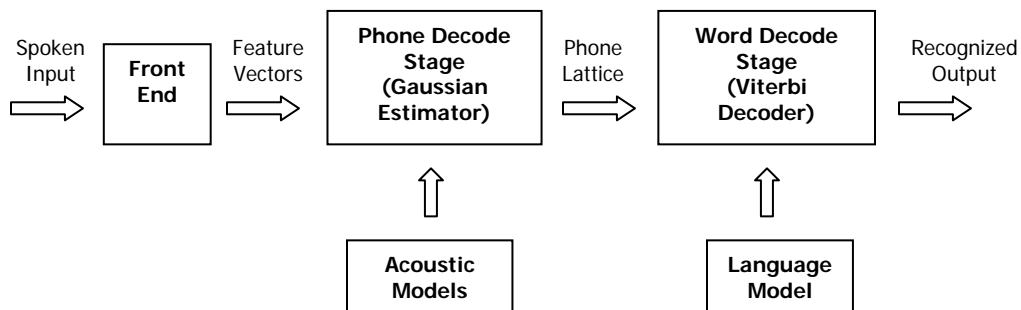 Spoken
Input
Front
End
Feature
Vectors
Phone Decode
Stage
(Gaussian
Estimator)
Phone
Lattice
Word Decode
Stage
(Viterbi
Decoder)
Recognized
Output
Acoustic
Models
Language
Model